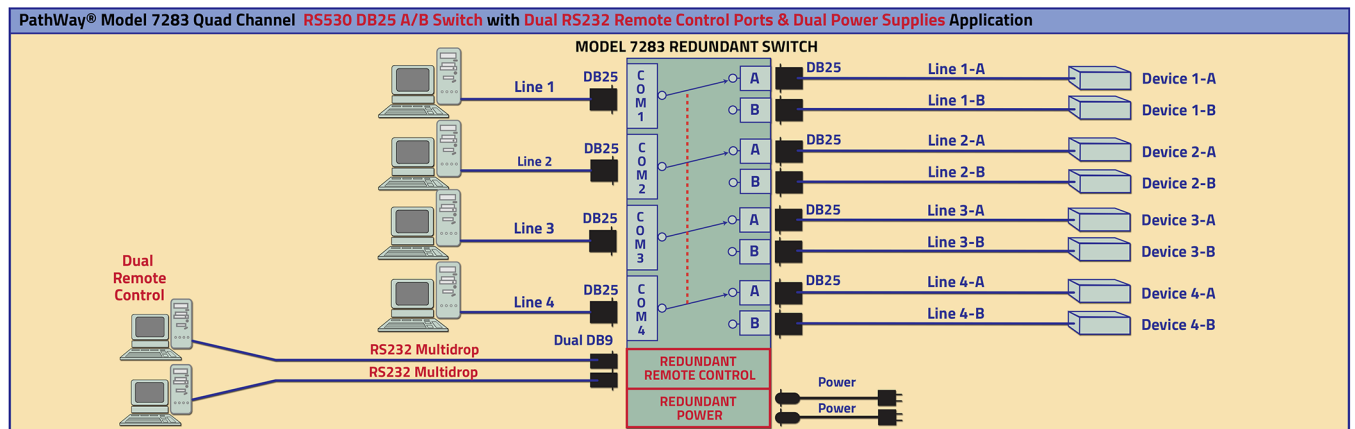 PathWay® Model 7283 Quad Channel RS530 DB25 A/B Switch with Dual RS232 Remote Control Ports & Dual Power Supplies Application
MODEL 7283 REDUNDANT SWITCH
Line 1
DB25
COM1
A
B
DB25
Line 1-A
Device 1-A
Line 1-B
Device 1-B
Line 2
DB25
COM2
A
B
DB25
Line 2-A
Device 2-A
Line 2-B
Device 2-B
Line 3
DB25
COM3
A
B
DB25
Line 3-A
Device 3-A
Line 3-B
Device 3-B
Line 4
DB25
COM4
A
B
DB25
Line 4-A
Device 4-A
Line 4-B
Device 4-B
Dual
Remote
Control
Dual DB9
RS232 Multidrop
RS232 Multidrop
REDUNDANT
REMOTE CONTROL
REDUNDANT
POWER
Power
Power